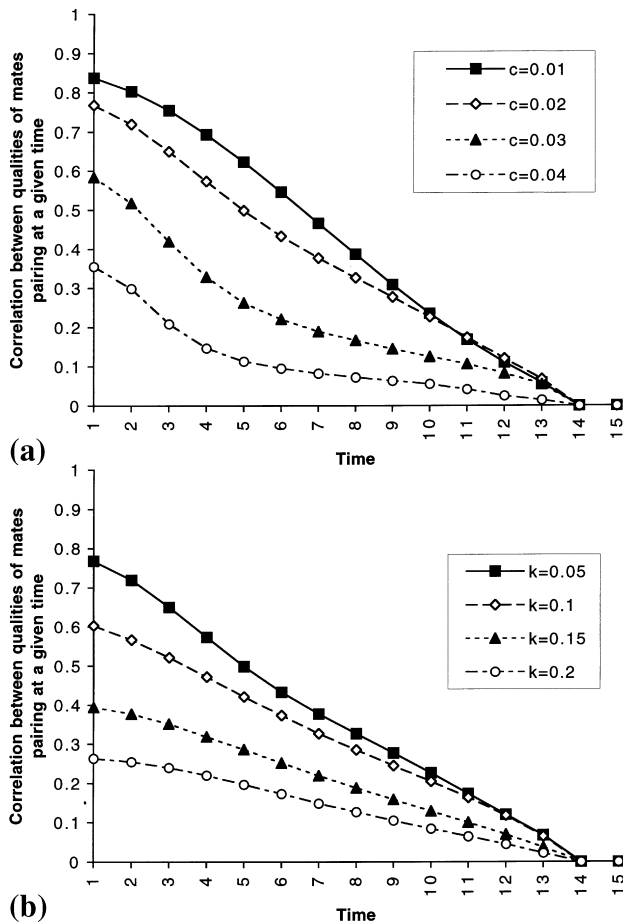 Correlation between qualities of mates
pairing at a given time
1
0.9
0.8
0.7
0.6
0.5
0.4
0.3
0.2
0.1
0
c=0.01
c=0.02
c=0.03
c=0.04
1 2 3 4 5 6 7 8 9 10 11 12 13 14 15
(a)
Time
Correlation between qualities of mates
pairing at a given time
1
0.9
0.8
0.7
0.6
0.5
0.4
0.3
0.2
0.1
0
k=0.05
k=0.1
k=0.15
k=0.2
1 2 3 4 5 6 7 8 9 10 11 12 13 14 15
(b)
Time